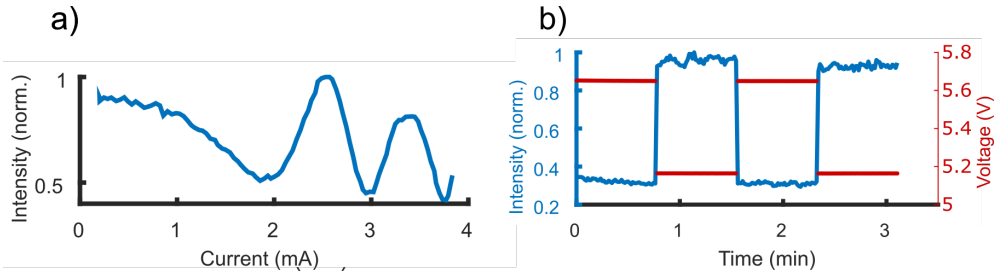 a)
b)
Intensity (norm.)
1
0.5
0 1 2 3 4
Current (mA)
Intensity (norm.)
1
0.8
0.6
0.4
0.2
0 1 2 3
Time (min)
5.8
5.6
5.4
5.2
5
Voltage (V)